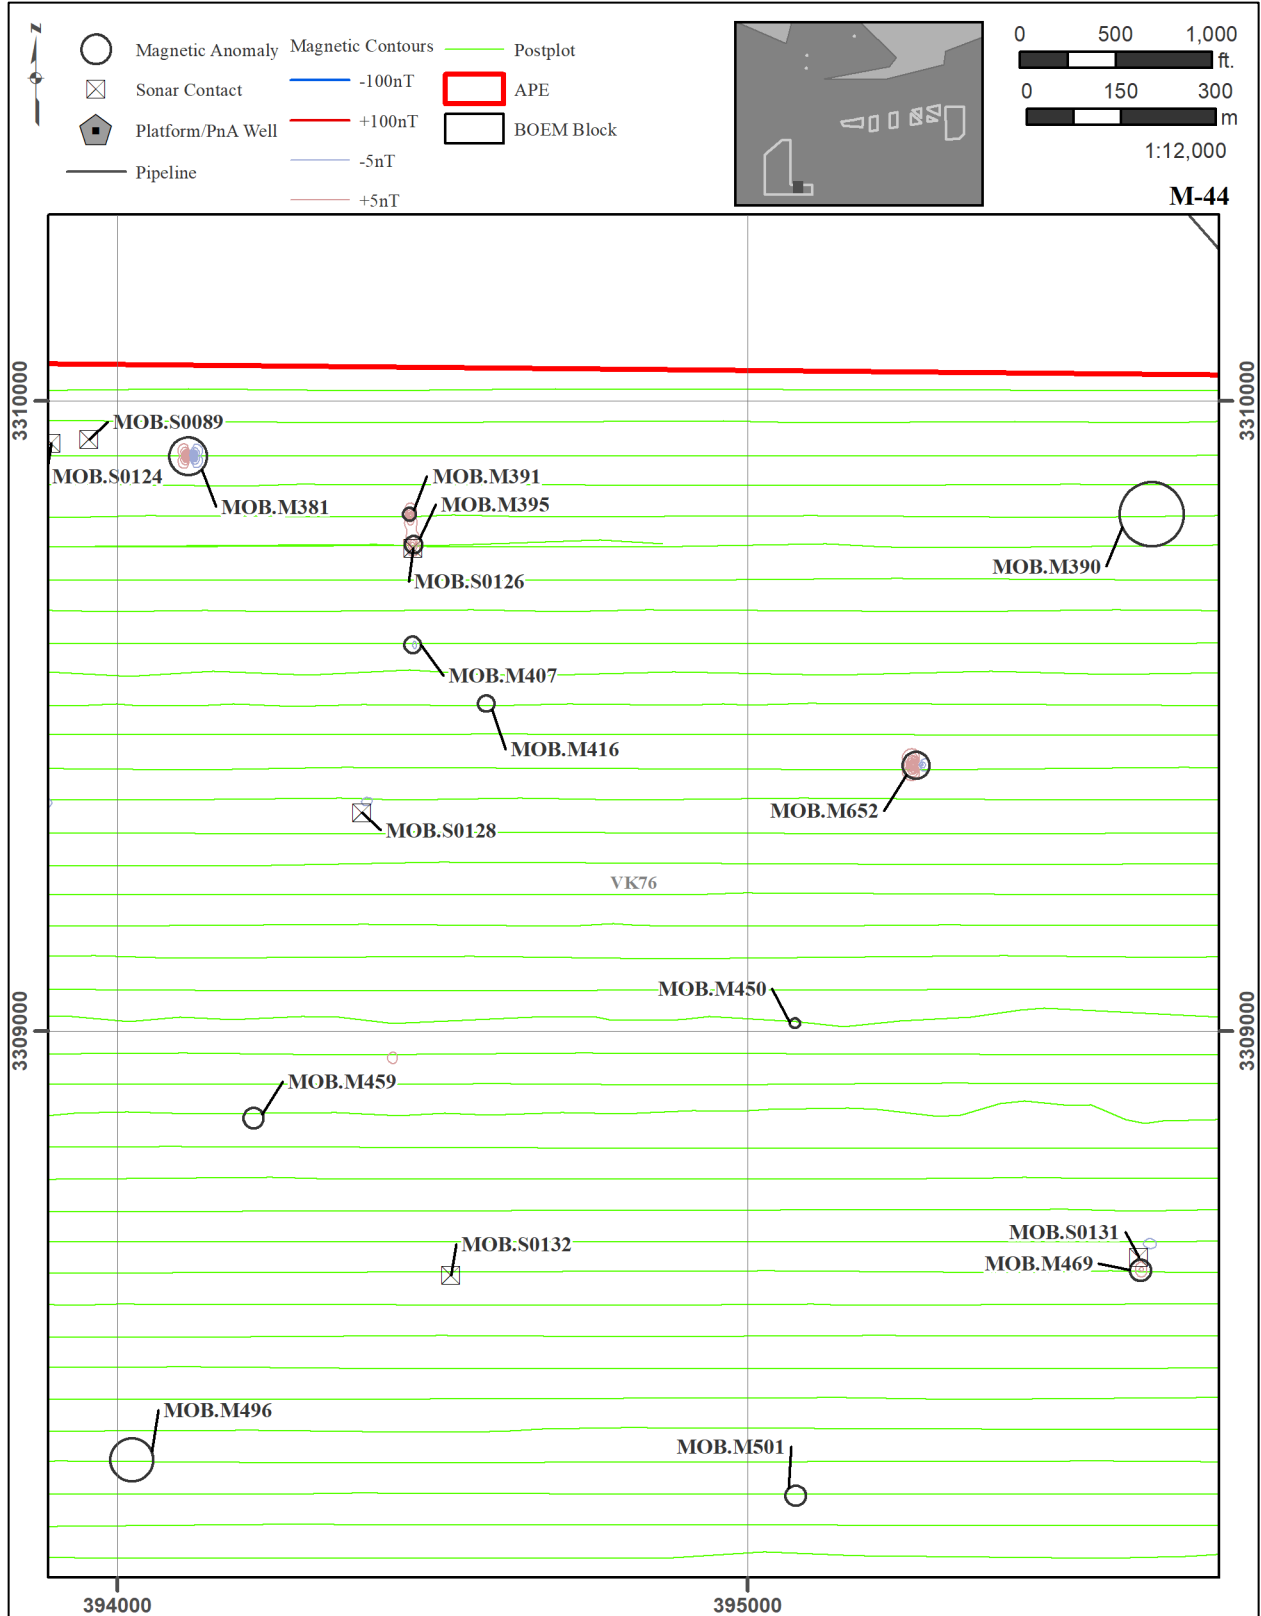 Z
Magnetic Anomaly
Sonar Contact
Platform/PnA Well
Pipeline
Magnetic Contours
-100nT
+100nT
-5nT
+5nT
Postplot
APE
BOEM Block
0 500 1,000
ft.
0 150 300
m
1:12,000
M-44
3310000
3310000
MOB.S0089
MOB.S0124
MOB.M381
MOB.M391
MOB.M395
MOB.S0126
MOB.M390
MOB.M407
MOB.M416
MOB.M652
MOB.S0128
VK76
MOB.M450
3309000
3309000
MOB.M459
MOB.S0132
MOB.S0131
MOB.M469
MOB.M496
MOB.M501
394000
395000